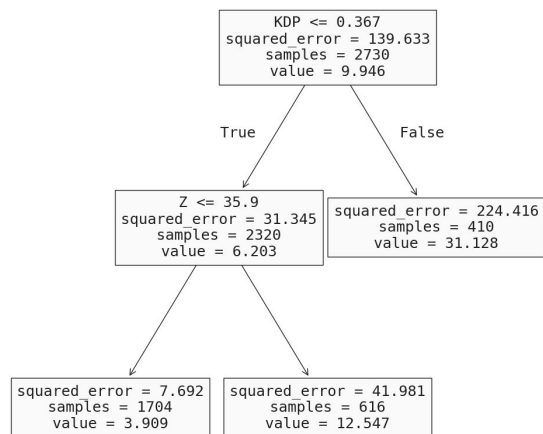 KDP <= 0.367
squared_error = 139.633
samples = 2730
value = 9.946
True
False
Z <= 35.9
squared_error = 31.345
samples = 2320
value = 6.203
squared_error = 224.416
samples = 410
value = 31.128
squared_error = 7.692
samples = 1704
value = 3.909
squared_error = 41.981
samples = 616
value = 12.547